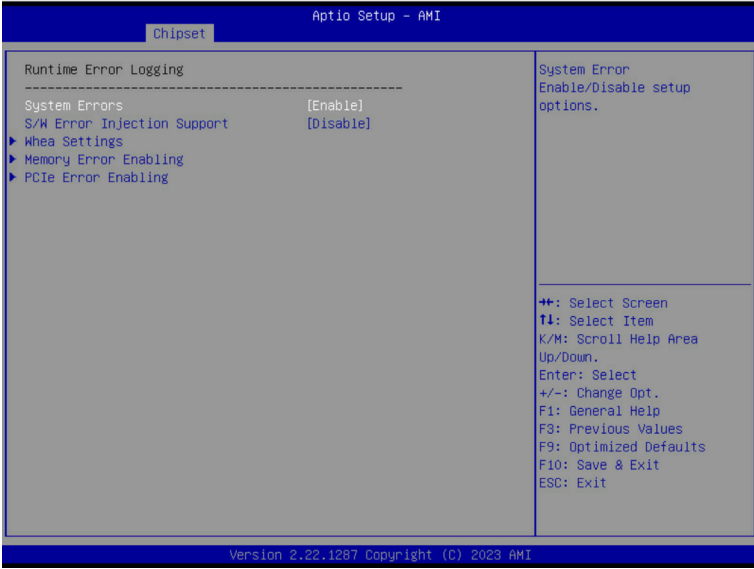 Aptio Setup – AMI
Chipset
Runtime Error Logging
--------------------------------------------------
System Errors [Enable]
S/W Error Injection Support [Disable]
Whea Settings
Memory Error Enabling
PCIe Error Enabling
System Error
Enable/Disable setup
options.
→←: Select Screen
↑↓: Select Item
K/M: Scroll Help Area
Up/Down.
Enter: Select
+/-: Change Opt.
F1: General Help
F3: Previous Values
F9: Optimized Defaults
F10: Save & Exit
ESC: Exit
Version 2.22.1287 Copyright (C) 2023 AMI